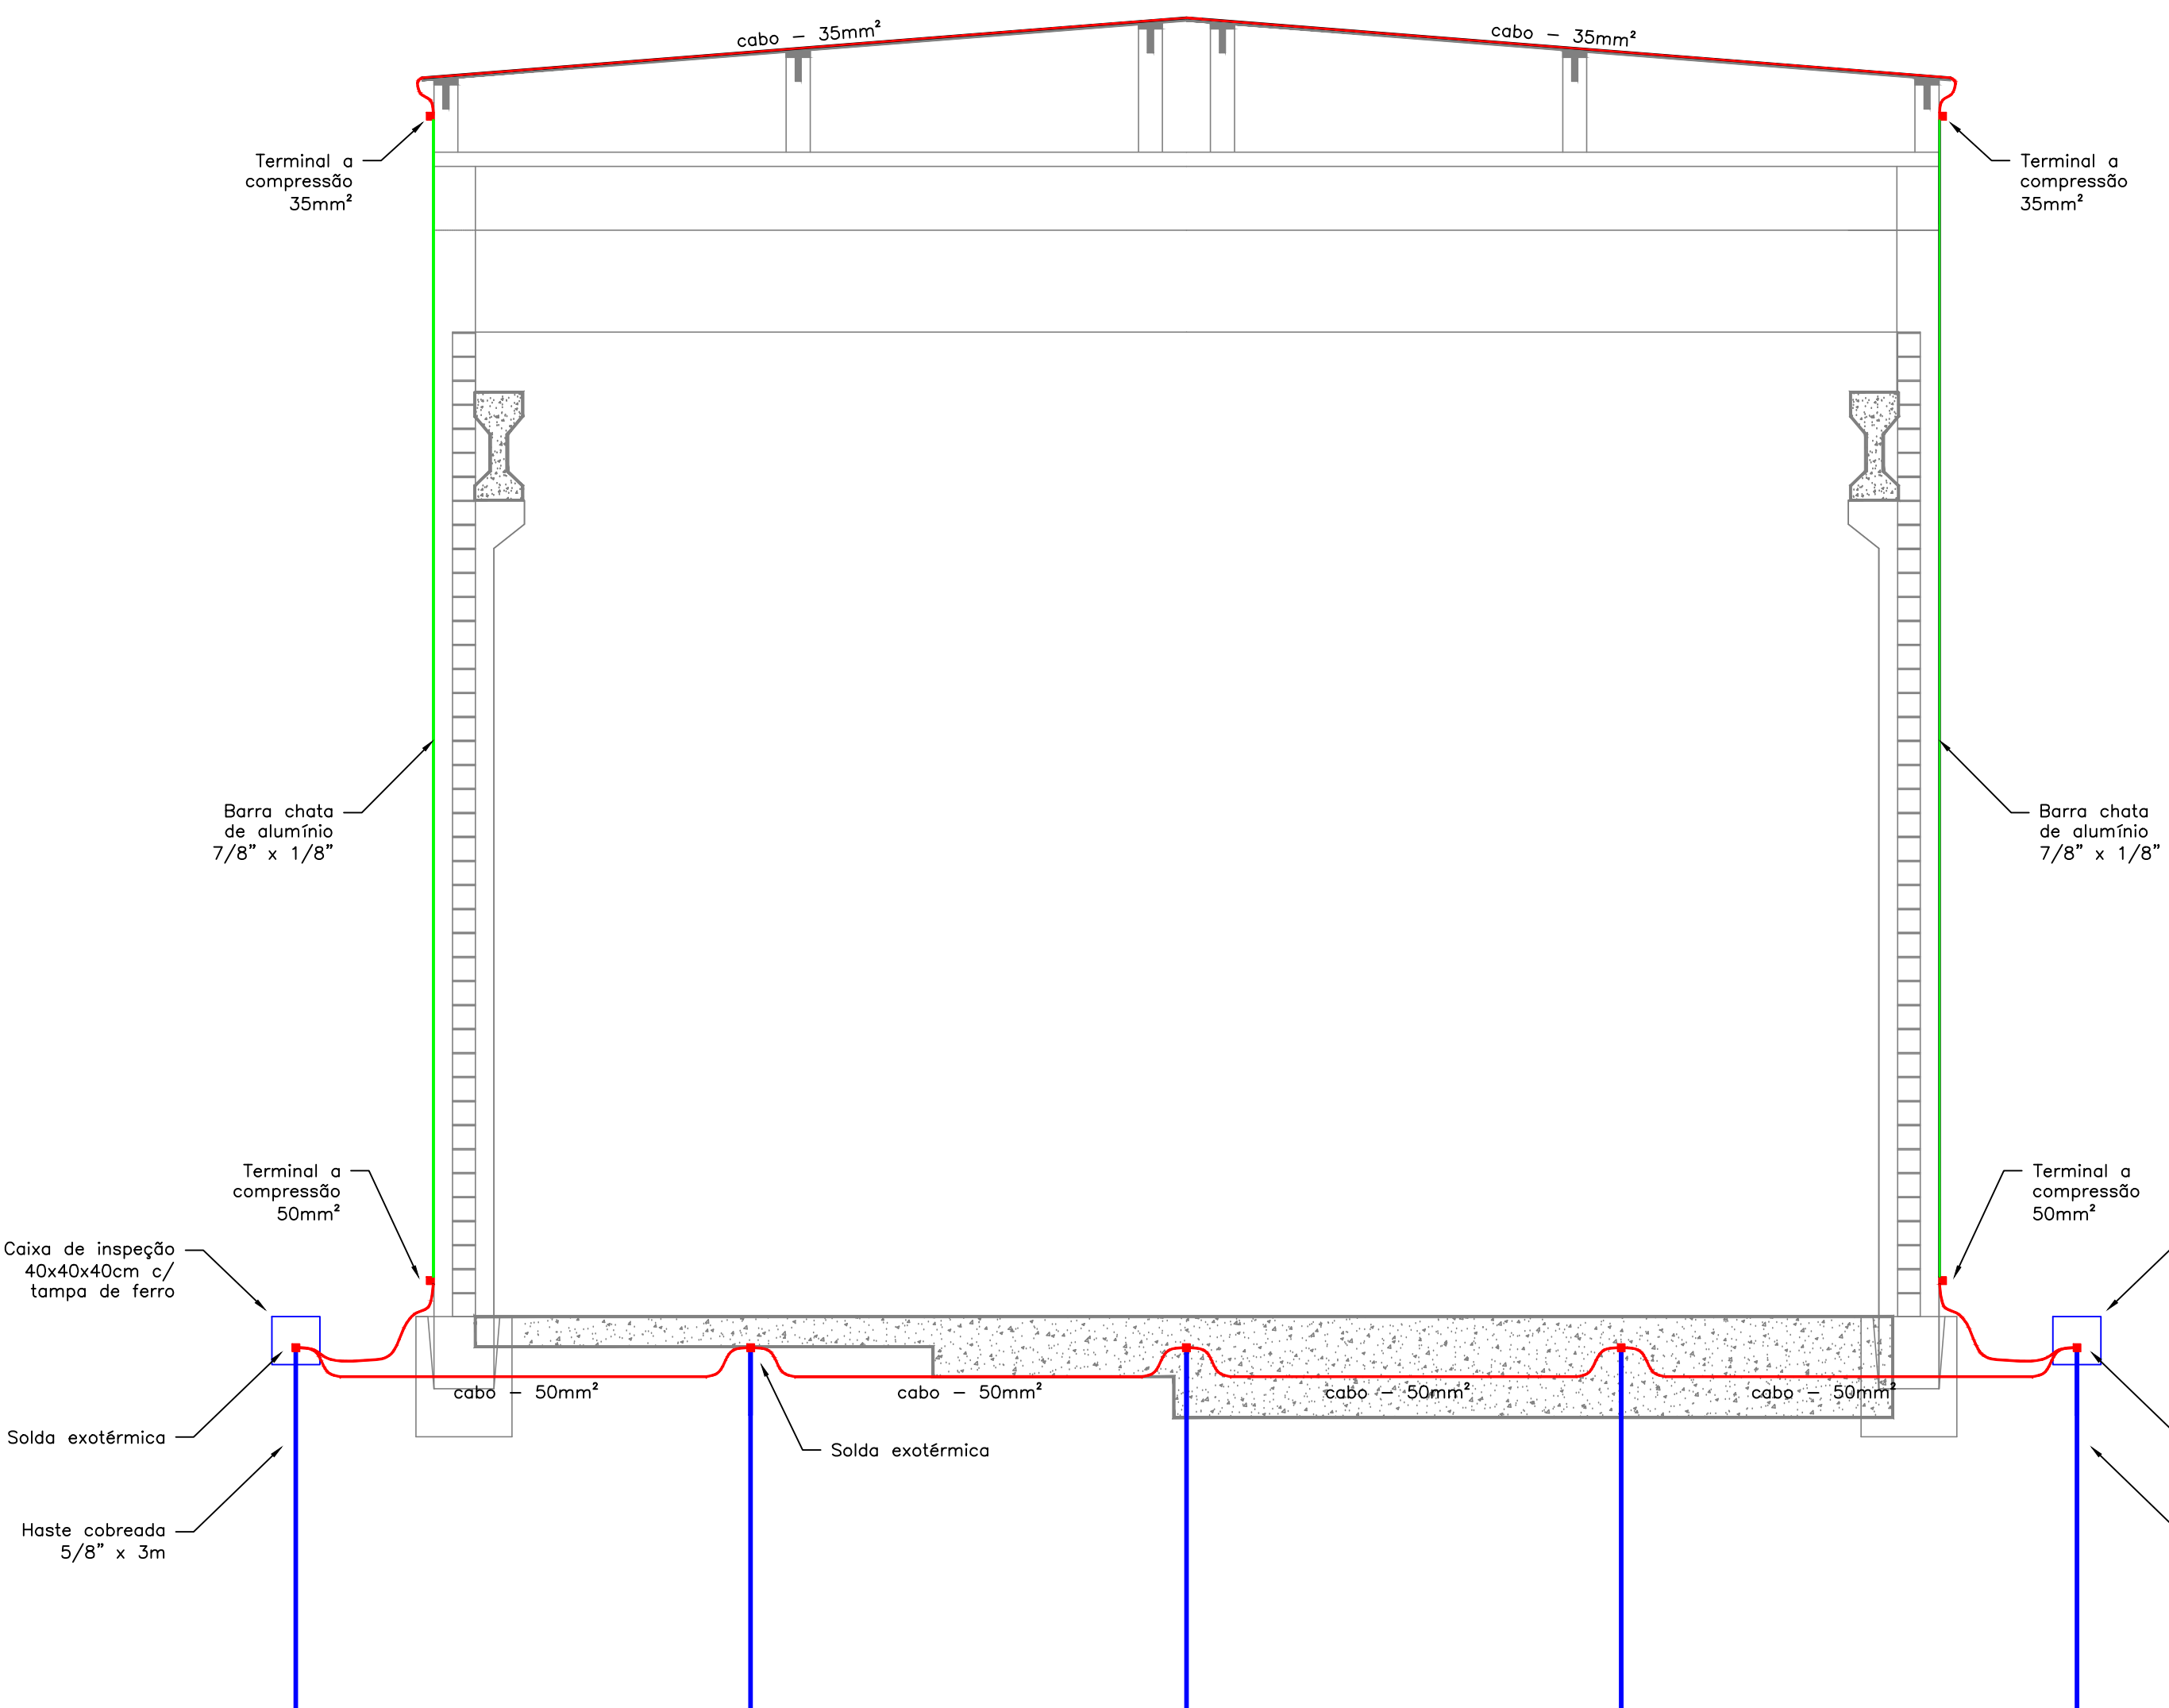 cabo - 35mm²
cabo - 35mm²
Terminal a
compressão
35mm²
Terminal a
compressão
35mm²
Barra chata
de alumínio
7/8" x 1/8"
Barra chata
de alumínio
7/8" x 1/8"
Terminal a
compressão
50mm²
Terminal a
compressão
50mm²
Caixa de inspeção
40x40x40cm c/
tampa de ferro
cabo - 50mm²
cabo - 50mm²
cabo - 50mm²
cabo - 50mm²
Solda exotérmica
Solda exotérmica
Haste cobreada
5/8" x 3m